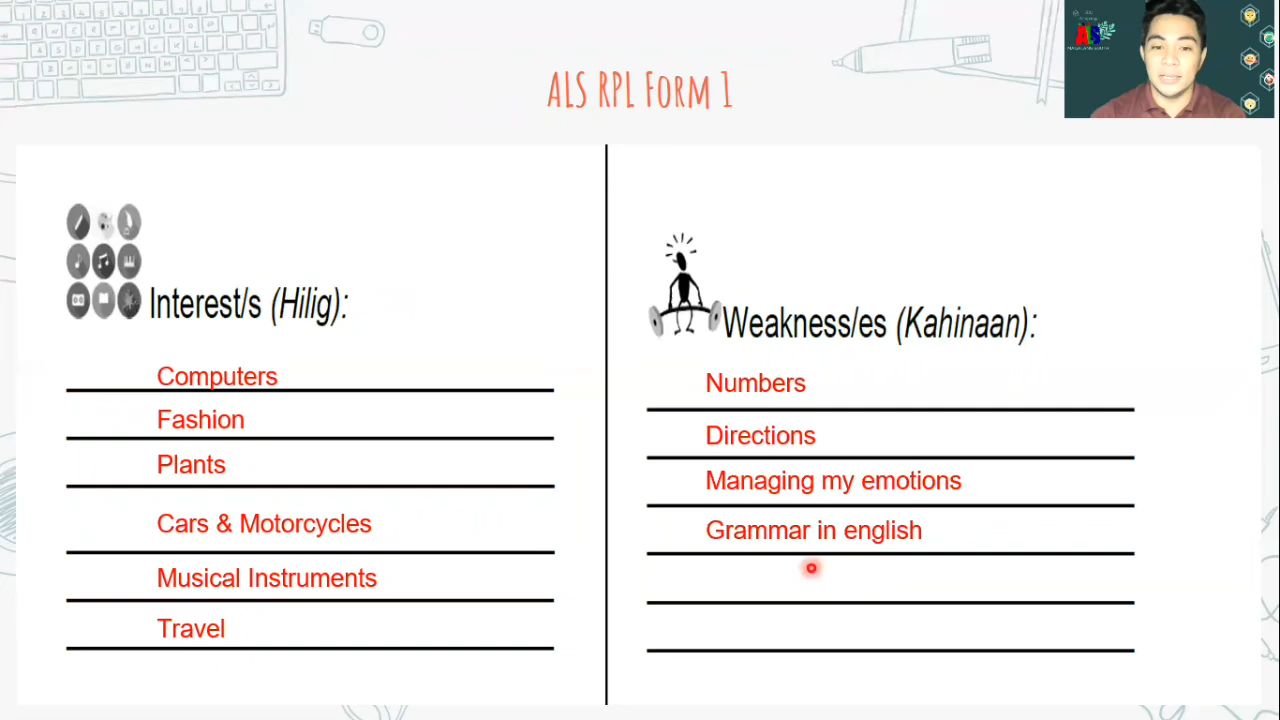 ALS RPL Form 1
ALS
Interest/s (Hilig):
Computers
Fashion
Plants
Cars & Motorcycles
Musical Instruments
Travel
Weakness/es (Kahinaan):
Numbers
Directions
Managing my emotions
Grammar in english